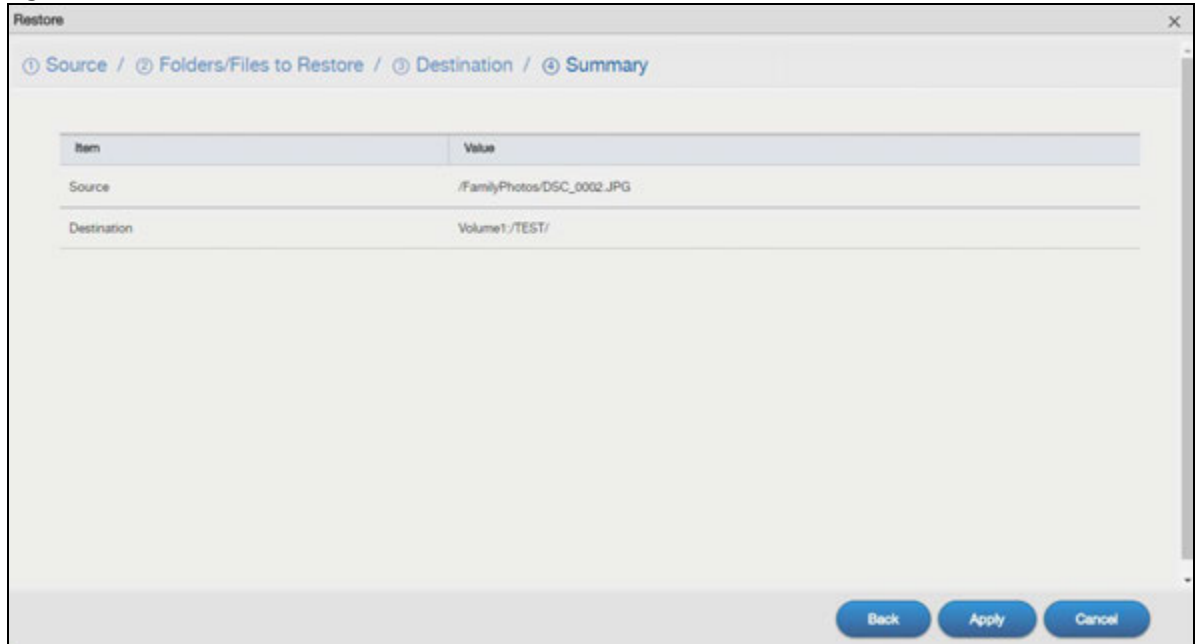 Restore
① Source / ② Folders/Files to Restore / ③ Destination / ④ Summary
Item Value
Source /FamilyPhotos/DSC_0002.JPG
Destination Volume1:/TEST/
Back Apply Cancel